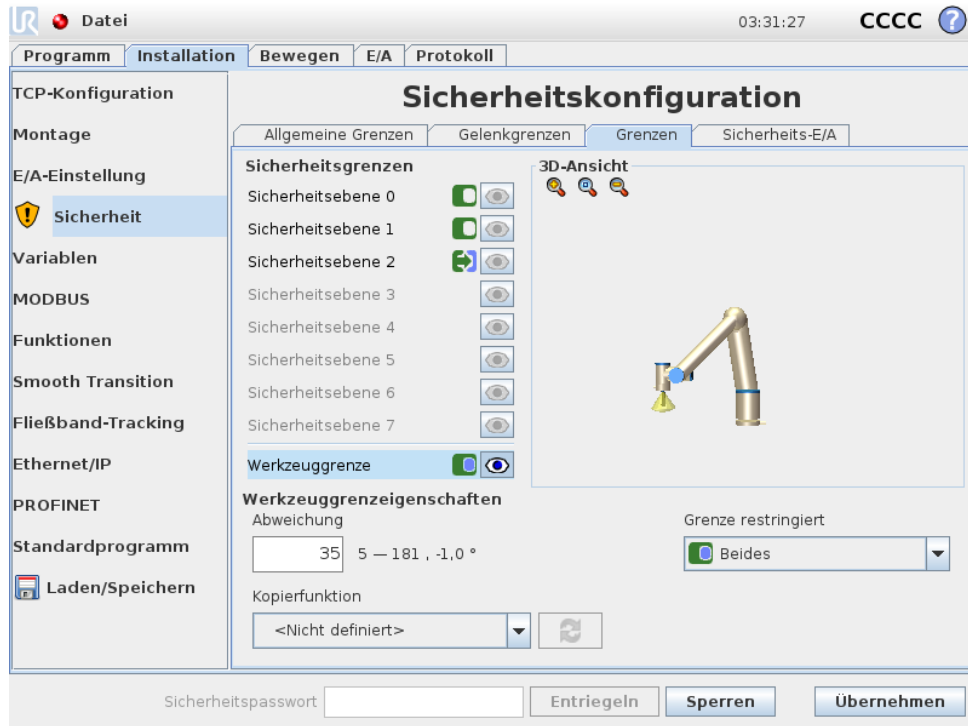 UR Datei 03:31:27 CCCC ?
Programm Installation Bewegen E/A Protokoll
TCP-Konfiguration
Montage
E/A-Einstellung
Sicherheit
Variablen
MODBUS
Funktionen
Smooth Transition
Fließband-Tracking
Ethernet/IP
PROFINET
Standardprogramm
Laden/Speichern
Sicherheitskonfiguration
Allgemeine Grenzen Gelenkgrenzen Grenzen Sicherheits-E/A
Sicherheitsgrenzen
Sicherheitsebene 0
Sicherheitsebene 1
Sicherheitsebene 2
Sicherheitsebene 3
Sicherheitsebene 4
Sicherheitsebene 5
Sicherheitsebene 6
Sicherheitsebene 7
Werkzeuggrenze
3D-Ansicht
Werkzeuggrenzeigenschaften
Abweichung
35 5 — 181 , -1,0 °
Grenze restringiert
Beides
Kopierfunktion
<Nicht definiert>
Sicherheitspasswort Entriegeln Sperren Übernehmen